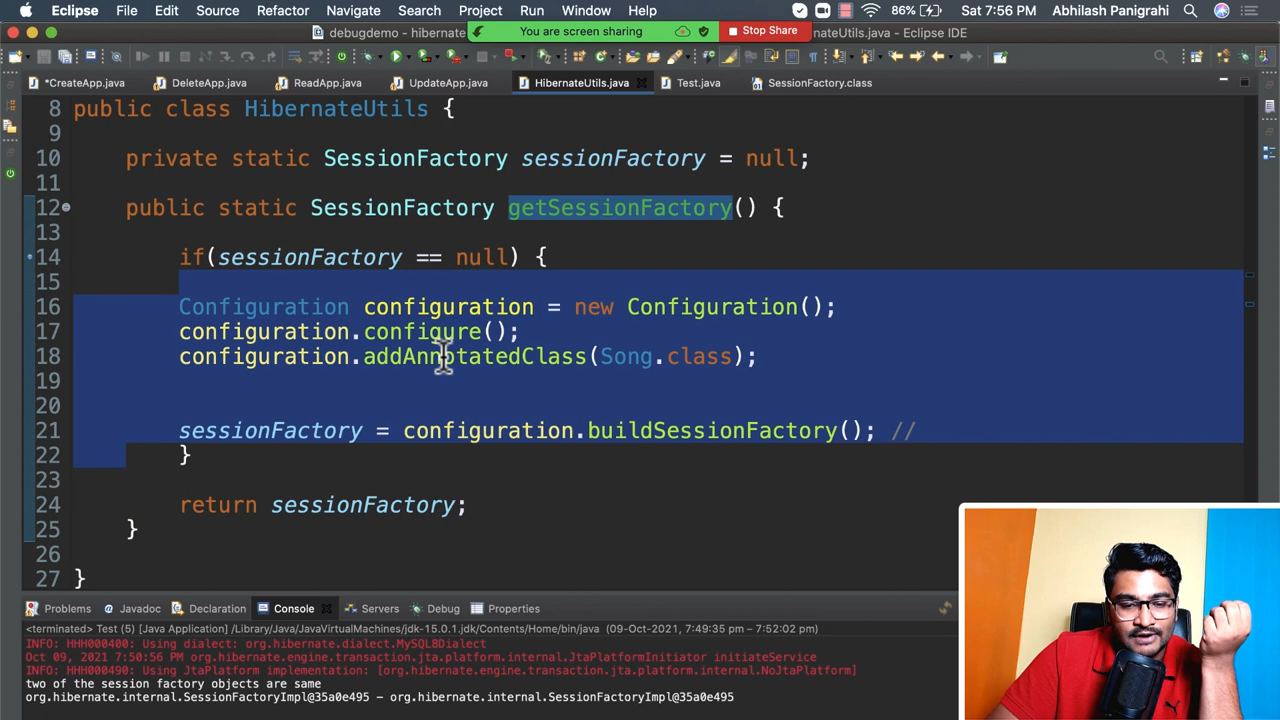 Eclipse File Edit Source Refactor Navigate Search Project Run Window Help 86% Sat 7:56 PM Abhilash Panigrahi
debugdemo - hibernate You are screen sharing Stop Share nateUtils.java - Eclipse IDE
*CreateApp.java DeleteApp.java ReadApp.java UpdateApp.java HibernateUtils.java Test.java SessionFactory.class
8 public class HibernateUtils {
9
10 private static SessionFactory sessionFactory = null;
11
12 public static SessionFactory getSessionFactory() {
13
14 if(sessionFactory == null) {
15
16 Configuration configuration = new Configuration();
17 configuration.configure();
18 configuration.addAnnotatedClass(Song.class);
19
20
21 sessionFactory = configuration.buildSessionFactory(); //
22 }
23
24 return sessionFactory;
25 }
26
27 }
Problems Javadoc Declaration Console Servers Debug Properties
<terminated> Test (5) [Java Application] /Library/Java/JavaVirtualMachines/jdk-15.0.1.jdk/Contents/Home/bin/java (09-Oct-2021, 7:49:35 pm – 7:52:02 pm)
INFO: HHH000400: Using dialect: org.hibernate.dialect.MySQL8Dialect
Oct 09, 2021 7:50:56 PM org.hibernate.engine.transaction.jta.platform.internal.JtaPlatformInitiator initiateService
INFO: HHH000490: Using JtaPlatform implementation: [org.hibernate.engine.transaction.jta.platform.internal.NoJtaPlatform]
two of the session factory objects are same
org.hibernate.internal.SessionFactoryImpl@35a0e495 - org.hibernate.internal.SessionFactoryImpl@35a0e495